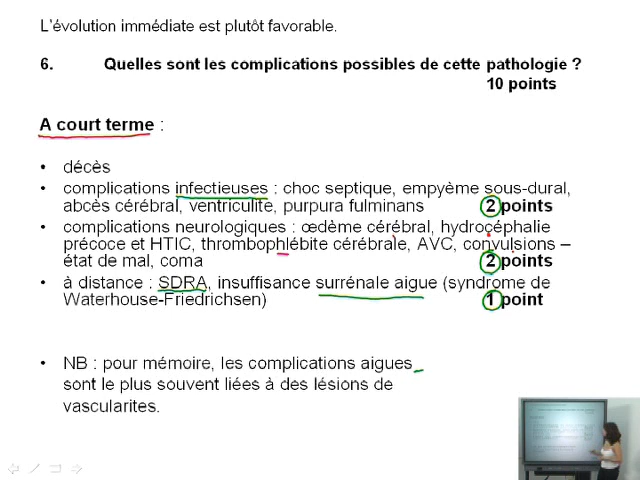 L'évolution immédiate est plutôt favorable.
6. Quelles sont les complications possibles de cette pathologie ?
10 points
A court terme :
• décès
• complications infectieuses : choc septique, empyème sous-dural,
abcès cérébral, ventriculite, purpura fulminans 2 points
• complications neurologiques : œdème cérébral, hydrocéphalie
précoce et HTIC, thrombophlébite cérébrale, AVC, convulsions –
état de mal, coma 2 points
• à distance : SDRA, insuffisance surrénale aigue (syndrome de
Waterhouse-Friedrichsen) 1 point
• NB : pour mémoire, les complications aigues
sont le plus souvent liées à des lésions de
vascularites.